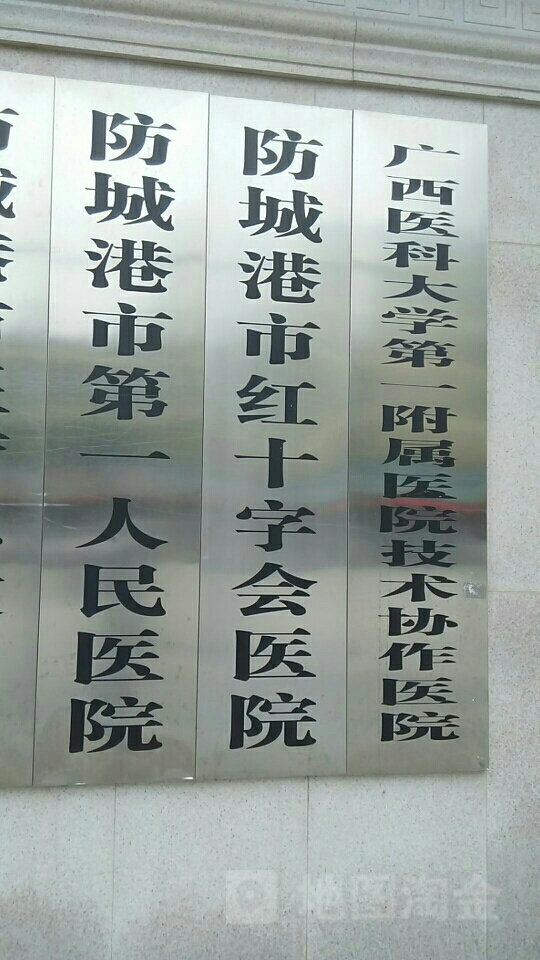 防城港市第一人民医院
防城港市红十字会医院
广西医科大学第一附属医院技术协作医院
地图淘金